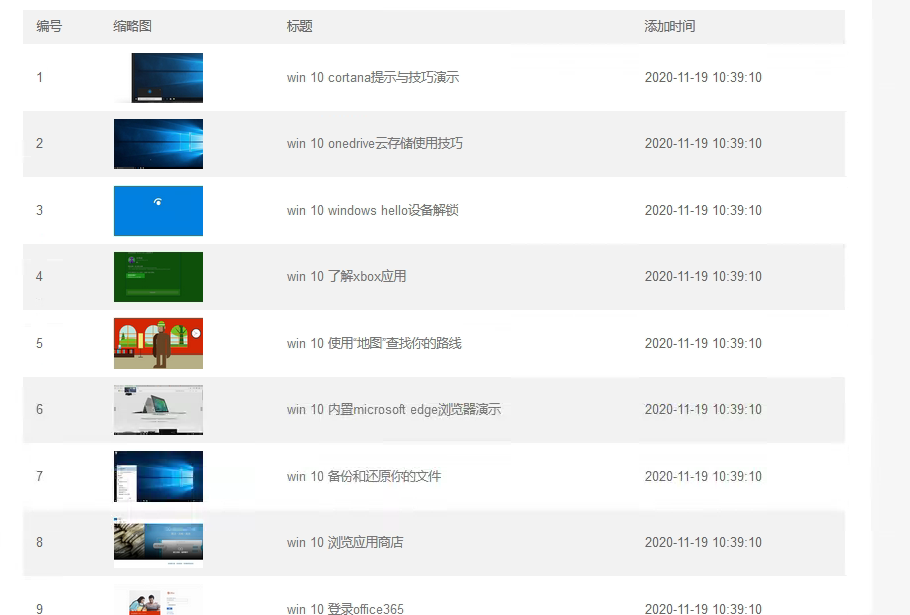 编号 缩略图 标题 添加时间
1 win 10 cortana提示与技巧演示 2020-11-19 10:39:10
2 win 10 onedrive云存储使用技巧 2020-11-19 10:39:10
3 win 10 windows hello设备解锁 2020-11-19 10:39:10
4 win 10 了解xbox应用 2020-11-19 10:39:10
5 win 10 使用“地图”查找你的路线 2020-11-19 10:39:10
6 win 10 内置microsoft edge浏览器演示 2020-11-19 10:39:10
7 win 10 备份和还原你的文件 2020-11-19 10:39:10
8 win 10 浏览应用商店 2020-11-19 10:39:10
9 win 10 登录office365 2020-11-19 10:39:10